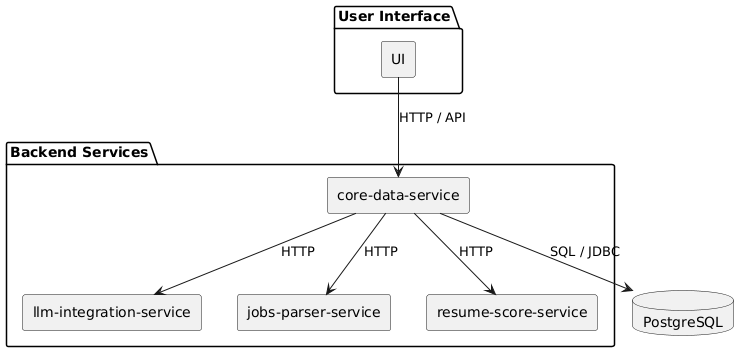 User Interface
UI
HTTP / API
Backend Services
core-data-service
HTTP
HTTP
HTTP
SQL / JDBC
llm-integration-service
jobs-parser-service
resume-score-service
PostgreSQL